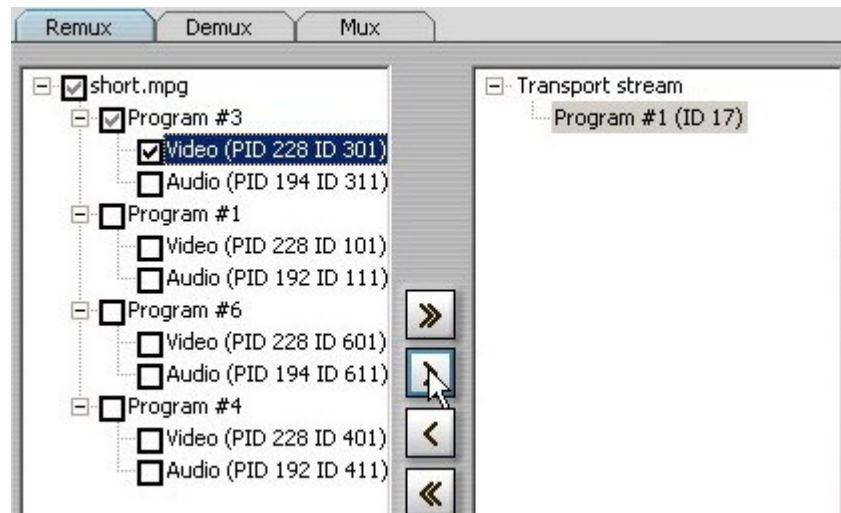 Remux Demux Mux
short.mpg
Program #3
Video (PID 228 ID 301)
Audio (PID 194 ID 311)
Program #1
Video (PID 228 ID 101)
Audio (PID 192 ID 111)
Program #6
Video (PID 228 ID 601)
Audio (PID 194 ID 611)
Program #4
Video (PID 228 ID 401)
Audio (PID 192 ID 411)
Transport stream
Program #1 (ID 17)